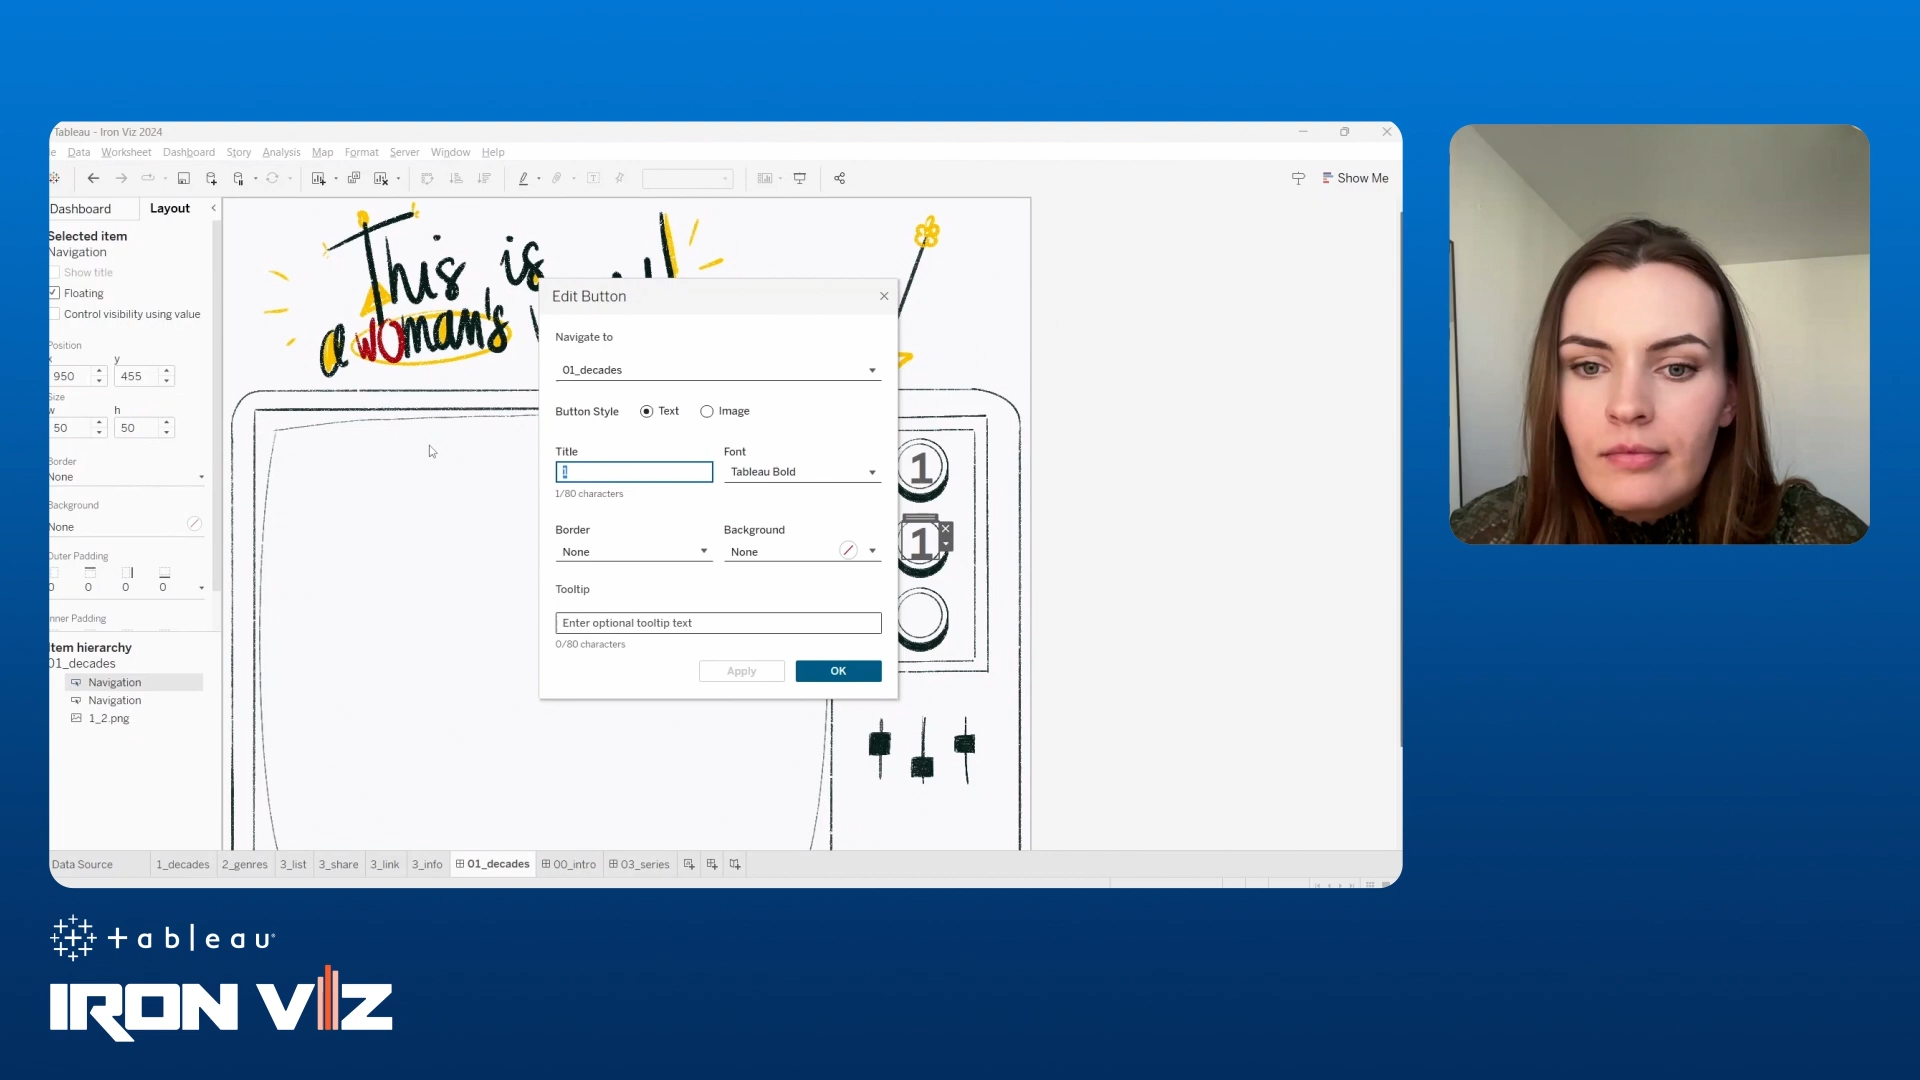 Tableau - Iron Viz 2024
Data Worksheet Dashboard Story Analysis Map Format Server Window Help
Show Me
Dashboard Layout
Selected item
Navigation
Show title
Floating
Control visibility using value
Position
x y
950 455
Size
w h
50 50
Border
None
Background
None
Outer Padding
0 0 0 0
Inner Padding
Item hierarchy
01_decades
Navigation
Navigation
1_2.png
This is
a woman's
Edit Button
Navigate to
01_decades
Button Style Text Image
Title Font
1 Tableau Bold
1/80 characters
Border Background
None None
Tooltip
Enter optional tooltip text
0/80 characters
Apply OK
1
1
Data Source 1_decades 2_genres 3_list 3_share 3_link 3_info 01_decades 00_intro 03_series
+ableau
IRON VIZ